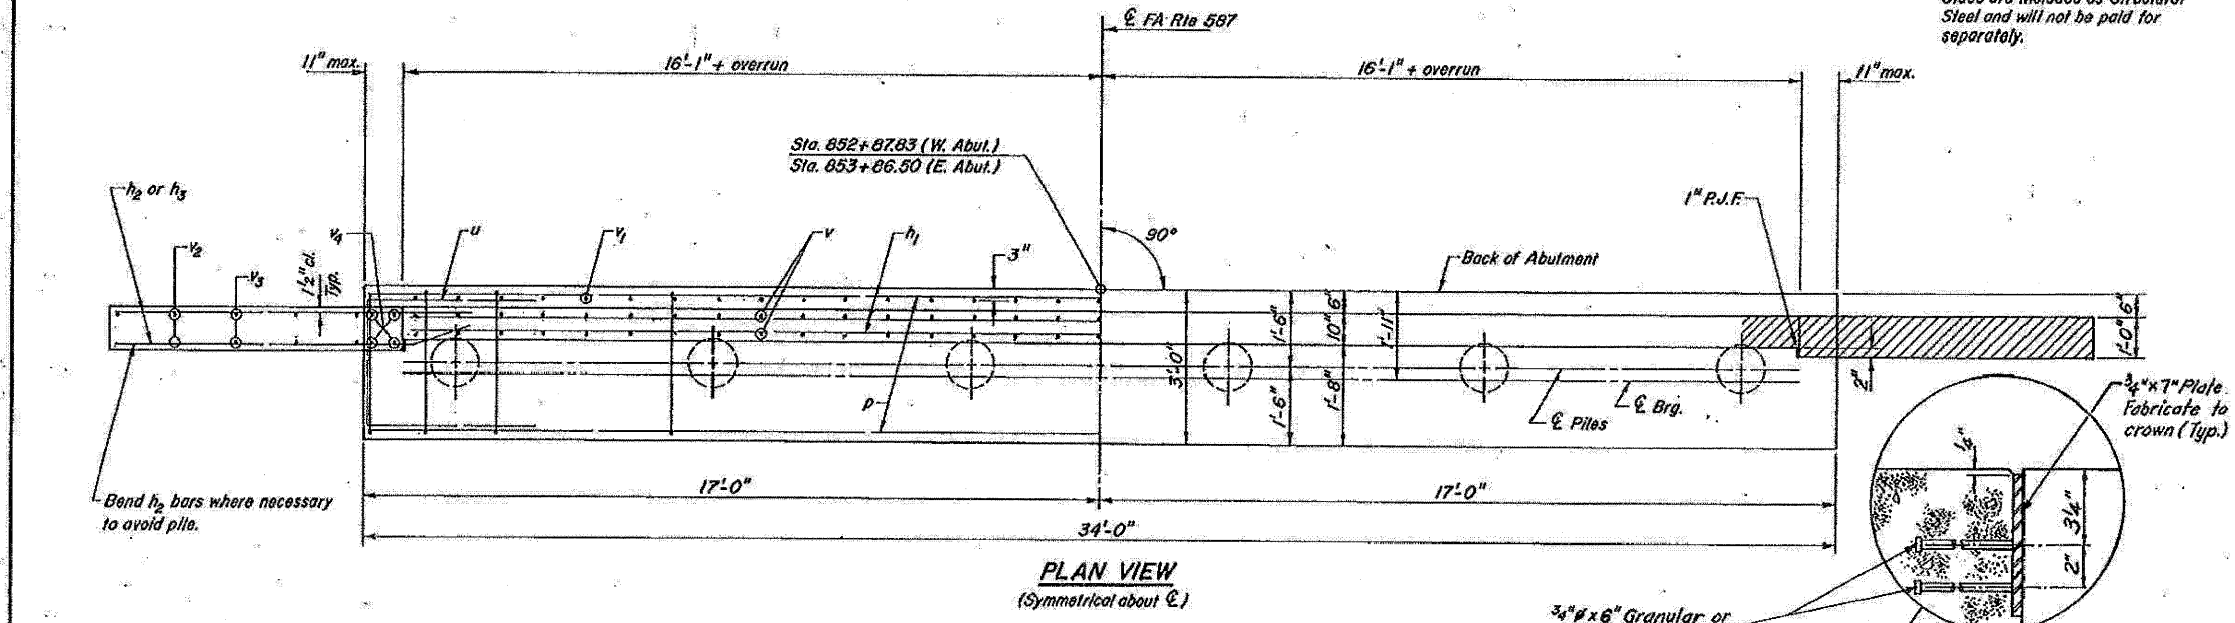 ℄ FA Rte 587
Steel and will not be paid for
separately.
11" max.
16'-1" + overrun
16'-1" + overrun
11" max.
Sta. 852+87.83 (W. Abut.)
Sta. 853+86.50 (E. Abut.)
h2 or h3
v2
v3
1½" cl.
Typ.
v4
u
v1
v
h1
3"
90°
Back of Abutment
1" P.J.F.
3'-0"
1'-6"
1'-6"
10"
6"
1'-8"
1'-11"
6"
1'-0"
2"
p
℄ Piles
℄ Brg.
¾" x 7" Plate
Fabricate to
crown (Typ.)
Bend h2 bars where necessary
to avoid pile.
17'-0"
17'-0"
34'-0"
PLAN VIEW
(Symmetrical about ℄)
3¼"
2"
¾" ø x 6" Granular or